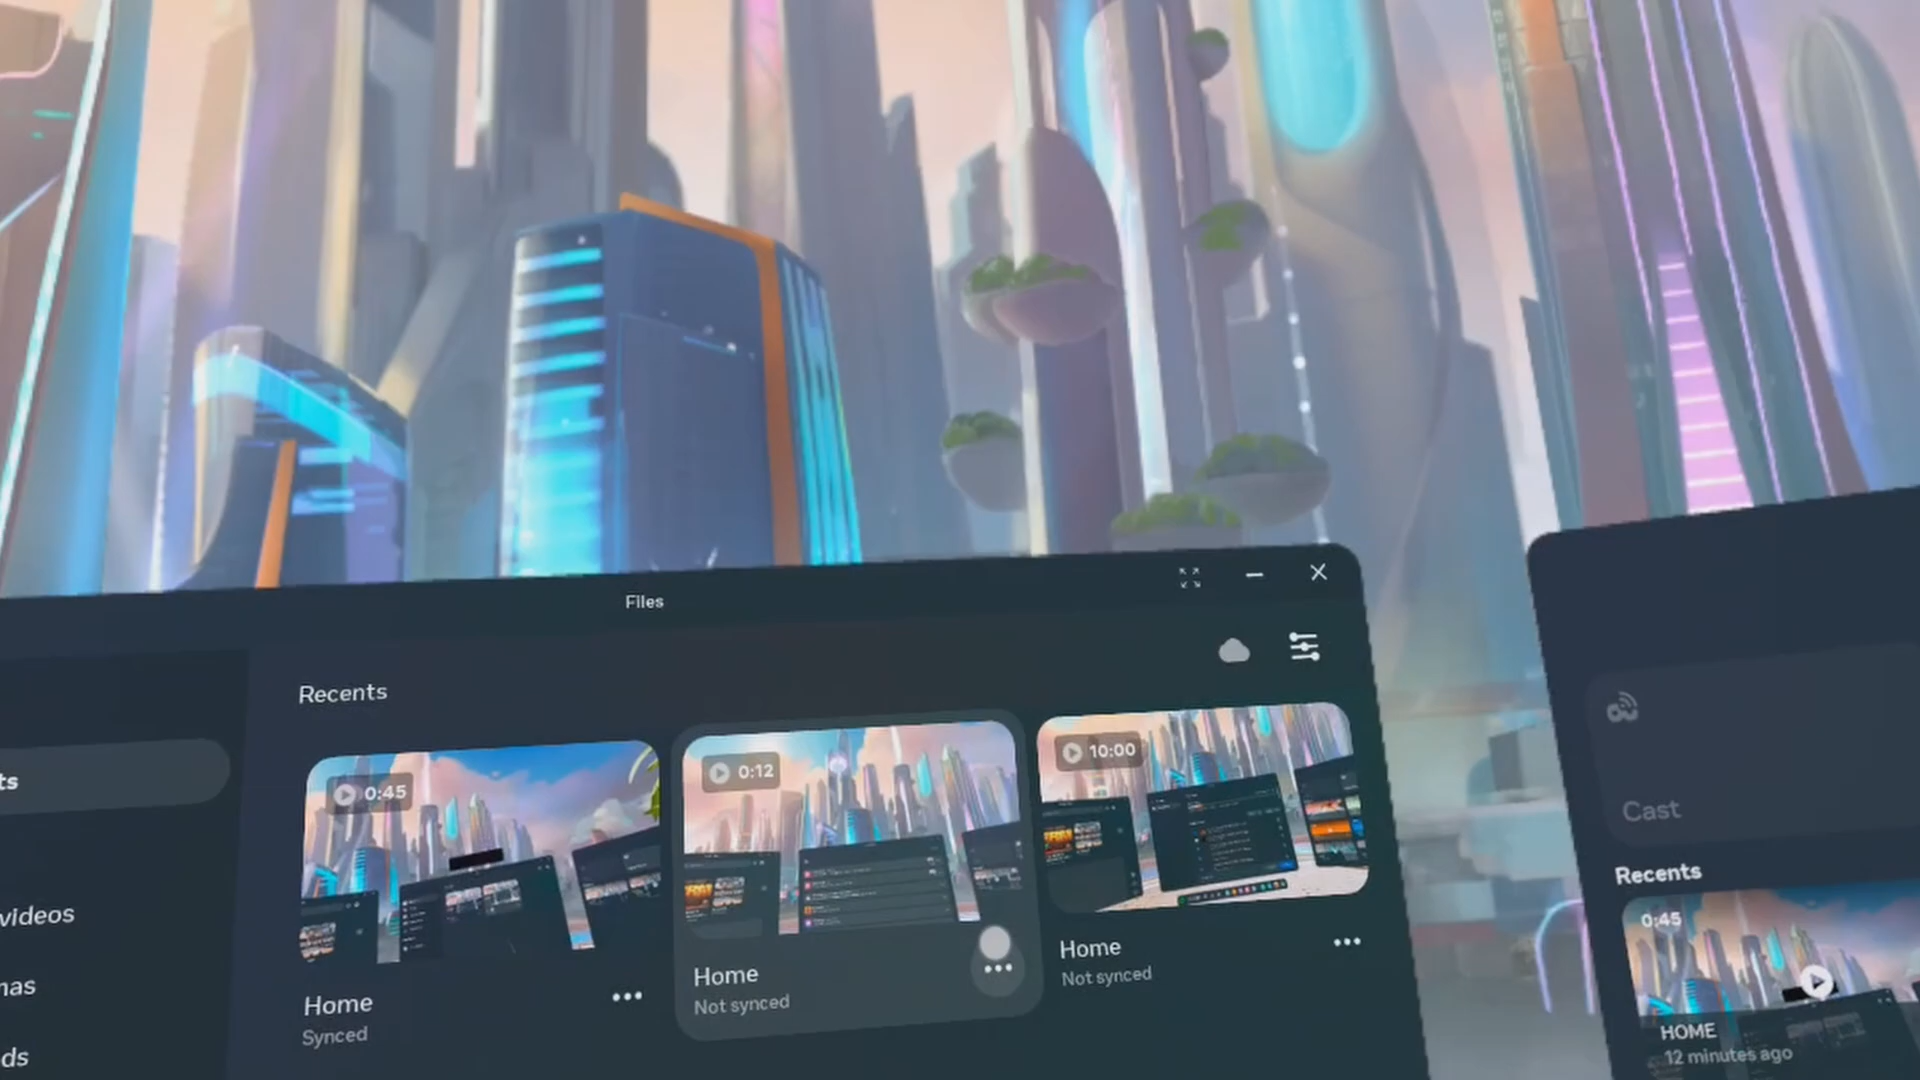 Files
Recents
0:45
0:12
10:00
ts
videos
nas
ds
Home
Synced
Home
Not synced
Home
Not synced
Cast
Recents
0:45
HOME
12 minutes ago